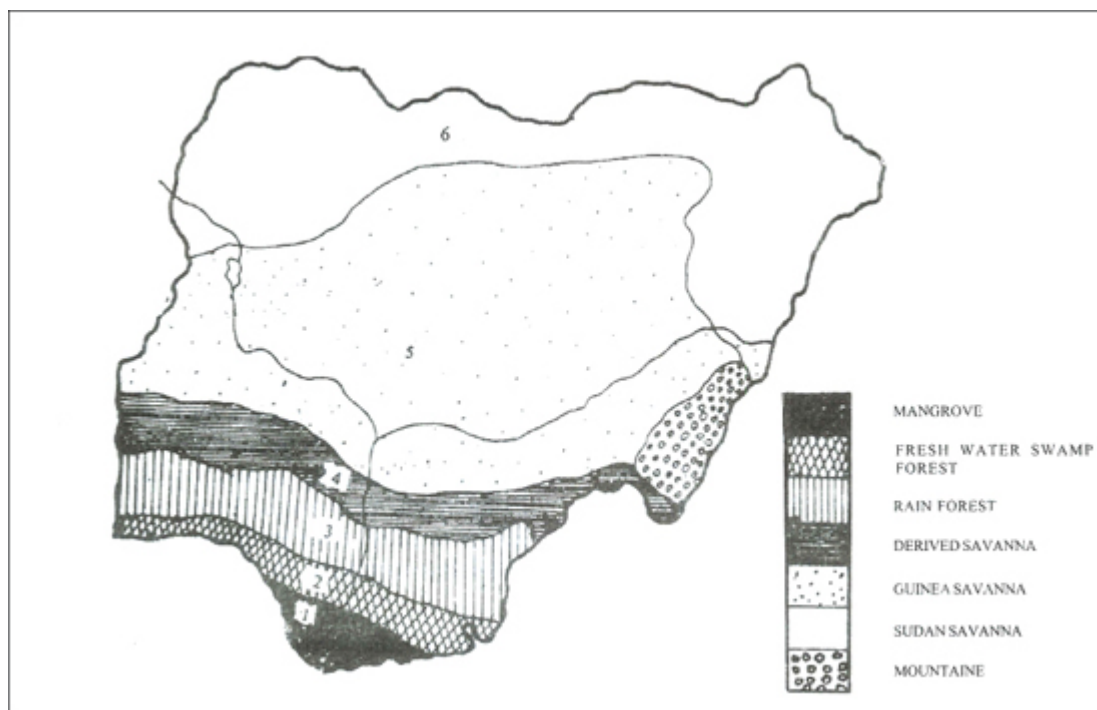 6
5
4
3
2
1
MANGROVE
FRESH WATER SWAMP
FOREST
RAIN FOREST
DERIVED SAVANNA
GUINEA SAVANNA
SUDAN SAVANNA
MOUNTAINE